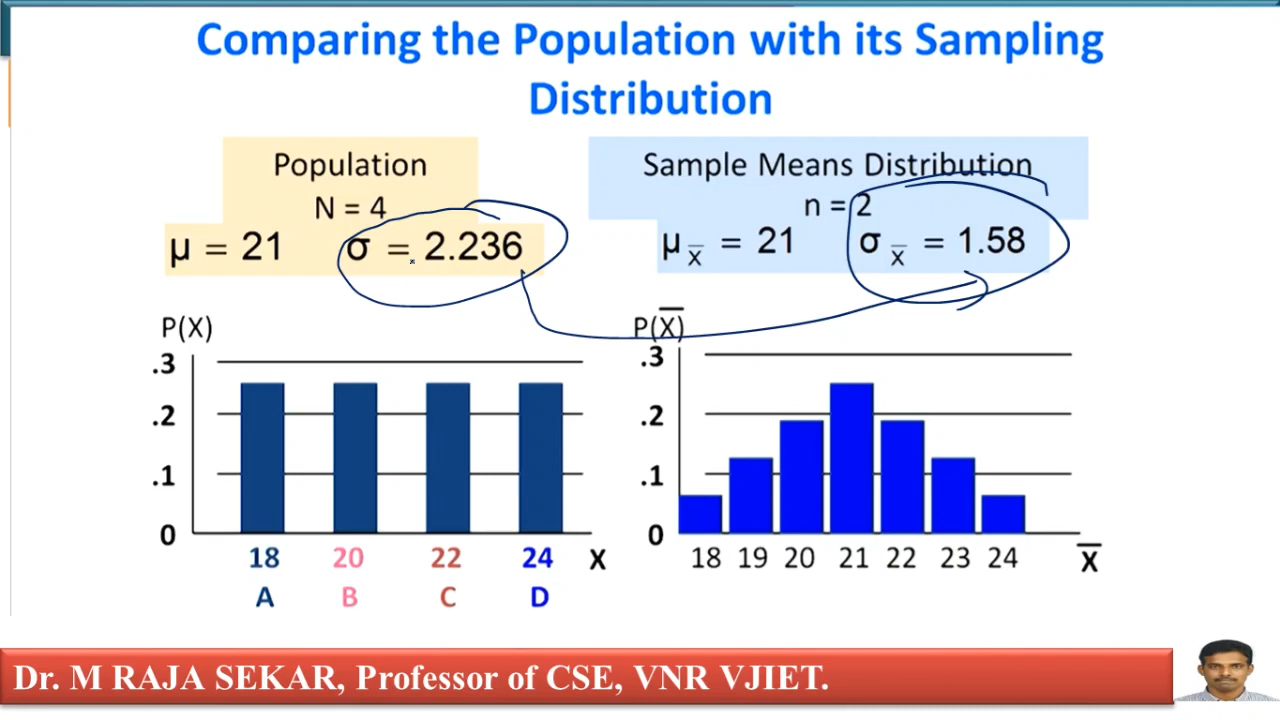 Comparing the Population with its Sampling
Distribution
Population
N = 4
μ = 21 σ = 2.236
Sample Means Distribution
n = 2
μ x̅ = 21 σ x̅ = 1.58
P(X)
.3
.2
.1
0
18 20 22 24 X
A B C D
P(X̅)
.3
.2
.1
0
18 19 20 21 22 23 24 X̅
Dr. M RAJA SEKAR, Professor of CSE, VNR VJIET.